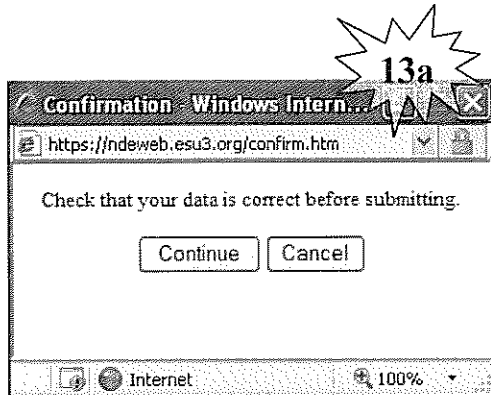 13a
Confirmation - Windows Intern...
https://ndeweb.esu3.org/confirm.htm
Check that your data is correct before submitting.
Continue Cancel
Internet 100%